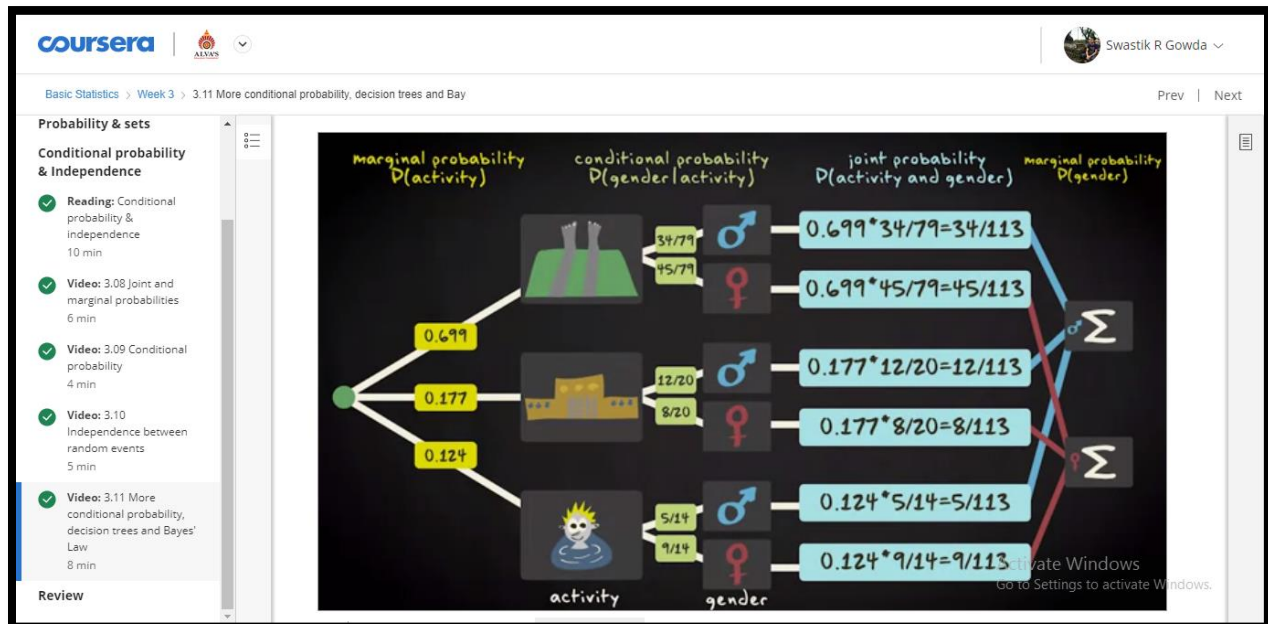 coursera
ALVA'S
Swastik R Gowda
Basic Statistics > Week 3 > 3.11 More conditional probability, decision trees and Bay
Prev | Next
Probability & sets
Conditional probability
& Independence
Reading: Conditional
probability &
independence
10 min
Video: 3.08 Joint and
marginal probabilities
6 min
Video: 3.09 Conditional
probability
4 min
Video: 3.10
Independence between
random events
5 min
Video: 3.11 More
conditional probability,
decision trees and Bayes'
Law
8 min
Review
marginal probability
P(activity)
conditional probability
P(gender|activity)
joint probability
P(activity and gender)
marginal probability
P(gender)
0.699
0.177
0.124
34/79
45/79
12/20
8/20
5/14
9/14
0.699*34/79=34/113
0.699*45/79=45/113
0.177*12/20=12/113
0.177*8/20=8/113
0.124*5/14=5/113
0.124*9/14=9/113
♂Σ
♀Σ
activity
gender
Activate Windows
Go to Settings to activate Windows.